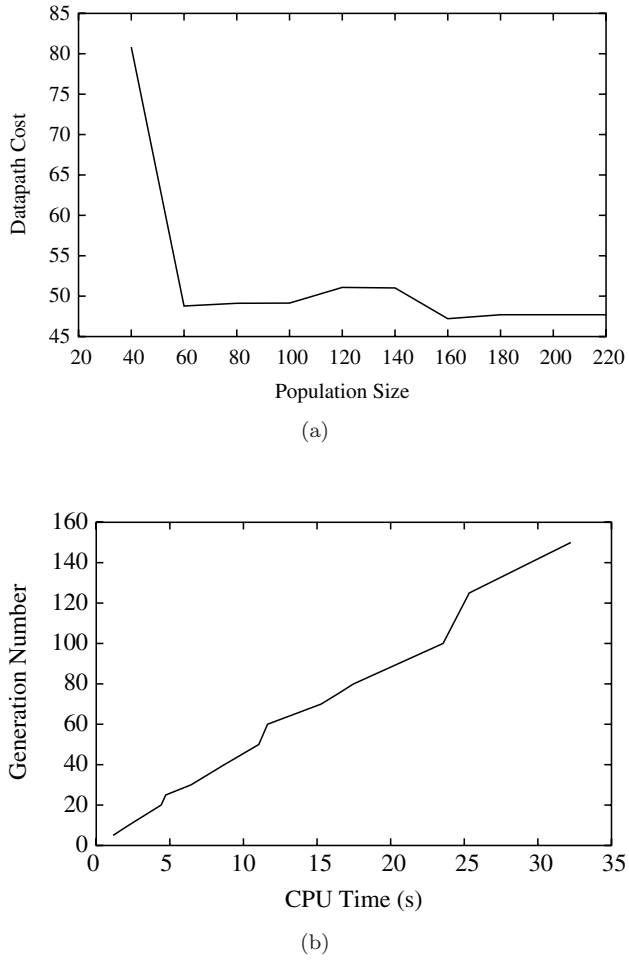 85
80
75
70
65
60
55
50
45
Datapath Cost
20 40 60 80 100 120 140 160 180 200 220
Population Size
(a)
160
140
120
100
80
60
40
20
0
Generation Number
0 5 10 15 20 25 30 35
CPU Time (s)
(b)